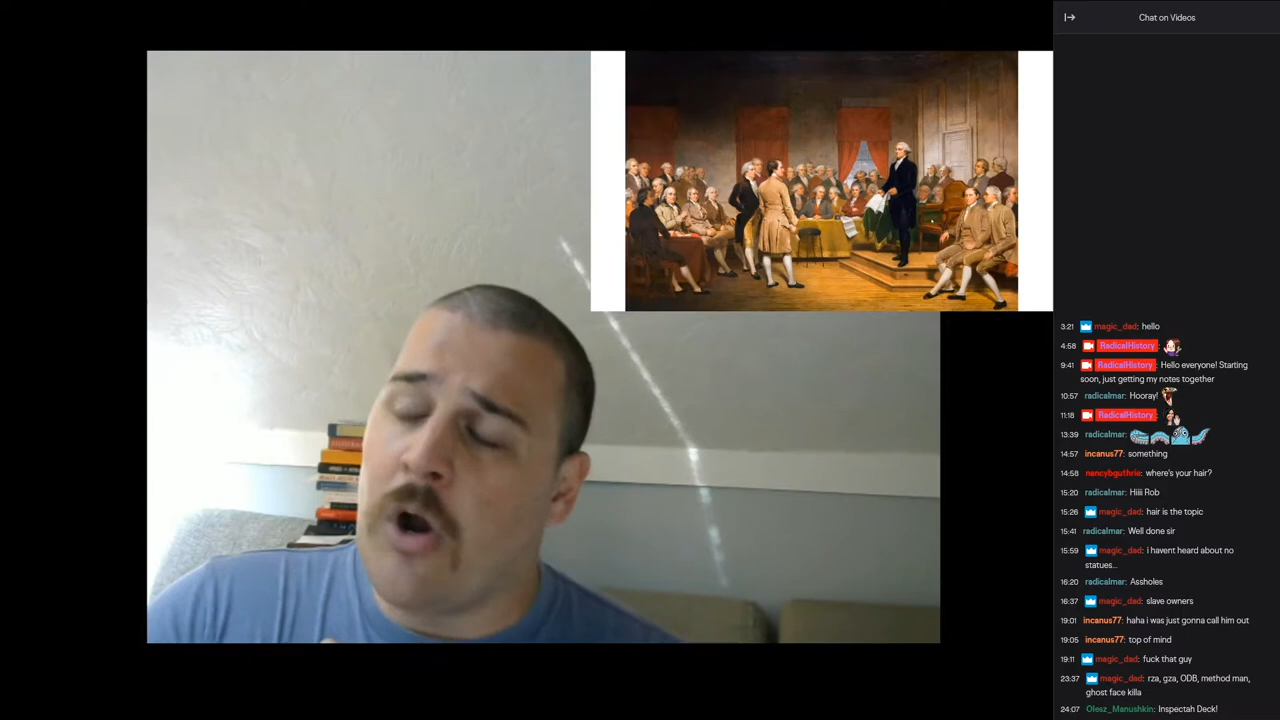 Chat on Videos
3:21 magic_dad: hello
4:58 RadicalHistory:
9:41 RadicalHistory: Hello everyone! Starting
soon, just getting my notes together
10:57 radicalmar: Hooray!
11:18 RadicalHistory:
13:39 radicalmar:
14:57 incanus77: something
14:58 nancybguthrie: where's your hair?
15:20 radicalmar: Hiiii Rob
15:26 magic_dad: hair is the topic
15:41 radicalmar: Well done sir
15:59 magic_dad: i havent heard about no
statues...
16:20 radicalmar: Assholes
16:37 magic_dad: slave owners
19:01 incanus77: haha i was just gonna call him out
19:05 incanus77: top of mind
19:11 magic_dad: fuck that guy
23:37 magic_dad: rza, gza, ODB, method man,
ghost face killa
24:07 Olesz_Manushkin: Inspectah Deck!